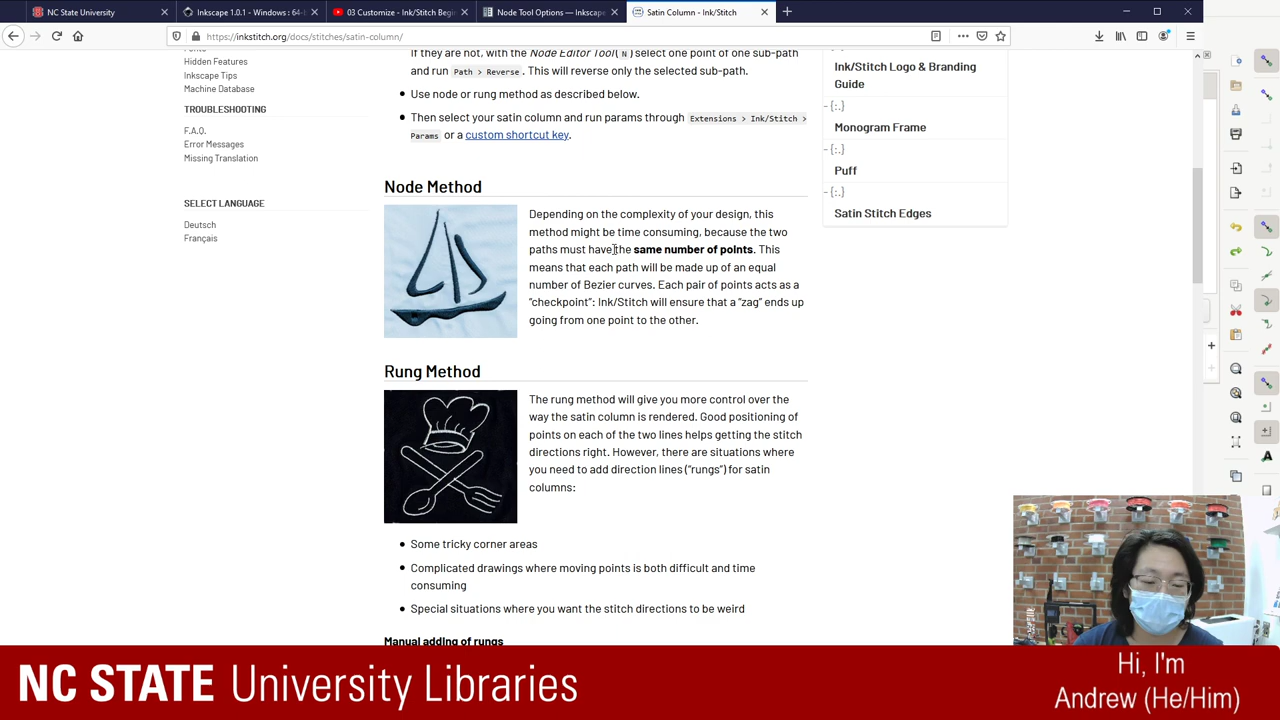 NC State University
Inkscape 1.0.1 - Windows : 64-
03 Customize - Ink/Stitch Begin
Node Tool Options — Inkscape
Satin Column - Ink/Stitch
https://inkstitch.org/docs/stitches/satin-column/
Hidden Features
Inkscape Tips
Machine Database
TROUBLESHOOTING
F.A.Q.
Error Messages
Missing Translation
SELECT LANGUAGE
Deutsch
Français
If they are not, with the Node Editor Tool ( N ) select one point of one sub-path
and run Path > Reverse . This will reverse only the selected sub-path.
Use node or rung method as described below.
Then select your satin column and run params through Extensions > Ink/Stitch >
Params or a custom shortcut key.
Node Method
Depending on the complexity of your design, this
method might be time consuming, because the two
paths must have the same number of points. This
means that each path will be made up of an equal
number of Bezier curves. Each pair of points acts as a
“checkpoint”: Ink/Stitch will ensure that a “zag” ends up
going from one point to the other.
Rung Method
The rung method will give you more control over the
way the satin column is rendered. Good positioning of
points on each of the two lines helps getting the stitch
directions right. However, there are situations where
you need to add direction lines (“rungs”) for satin
columns:
Some tricky corner areas
Complicated drawings where moving points is both difficult and time
consuming
Special situations where you want the stitch directions to be weird
Manual adding of rungs
Ink/Stitch Logo & Branding
Guide
- {:.}
Monogram Frame
- {:.}
Puff
- {:.}
Satin Stitch Edges
NC STATE University Libraries
Hi, I'm
Andrew (He/Him)